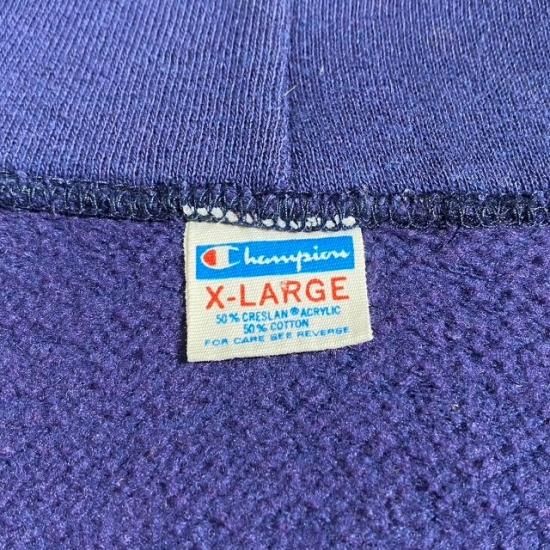 Champion
X-LARGE
50% CRESLAN® ACRYLIC
50% COTTON
FOR CARE SEE REVERSE